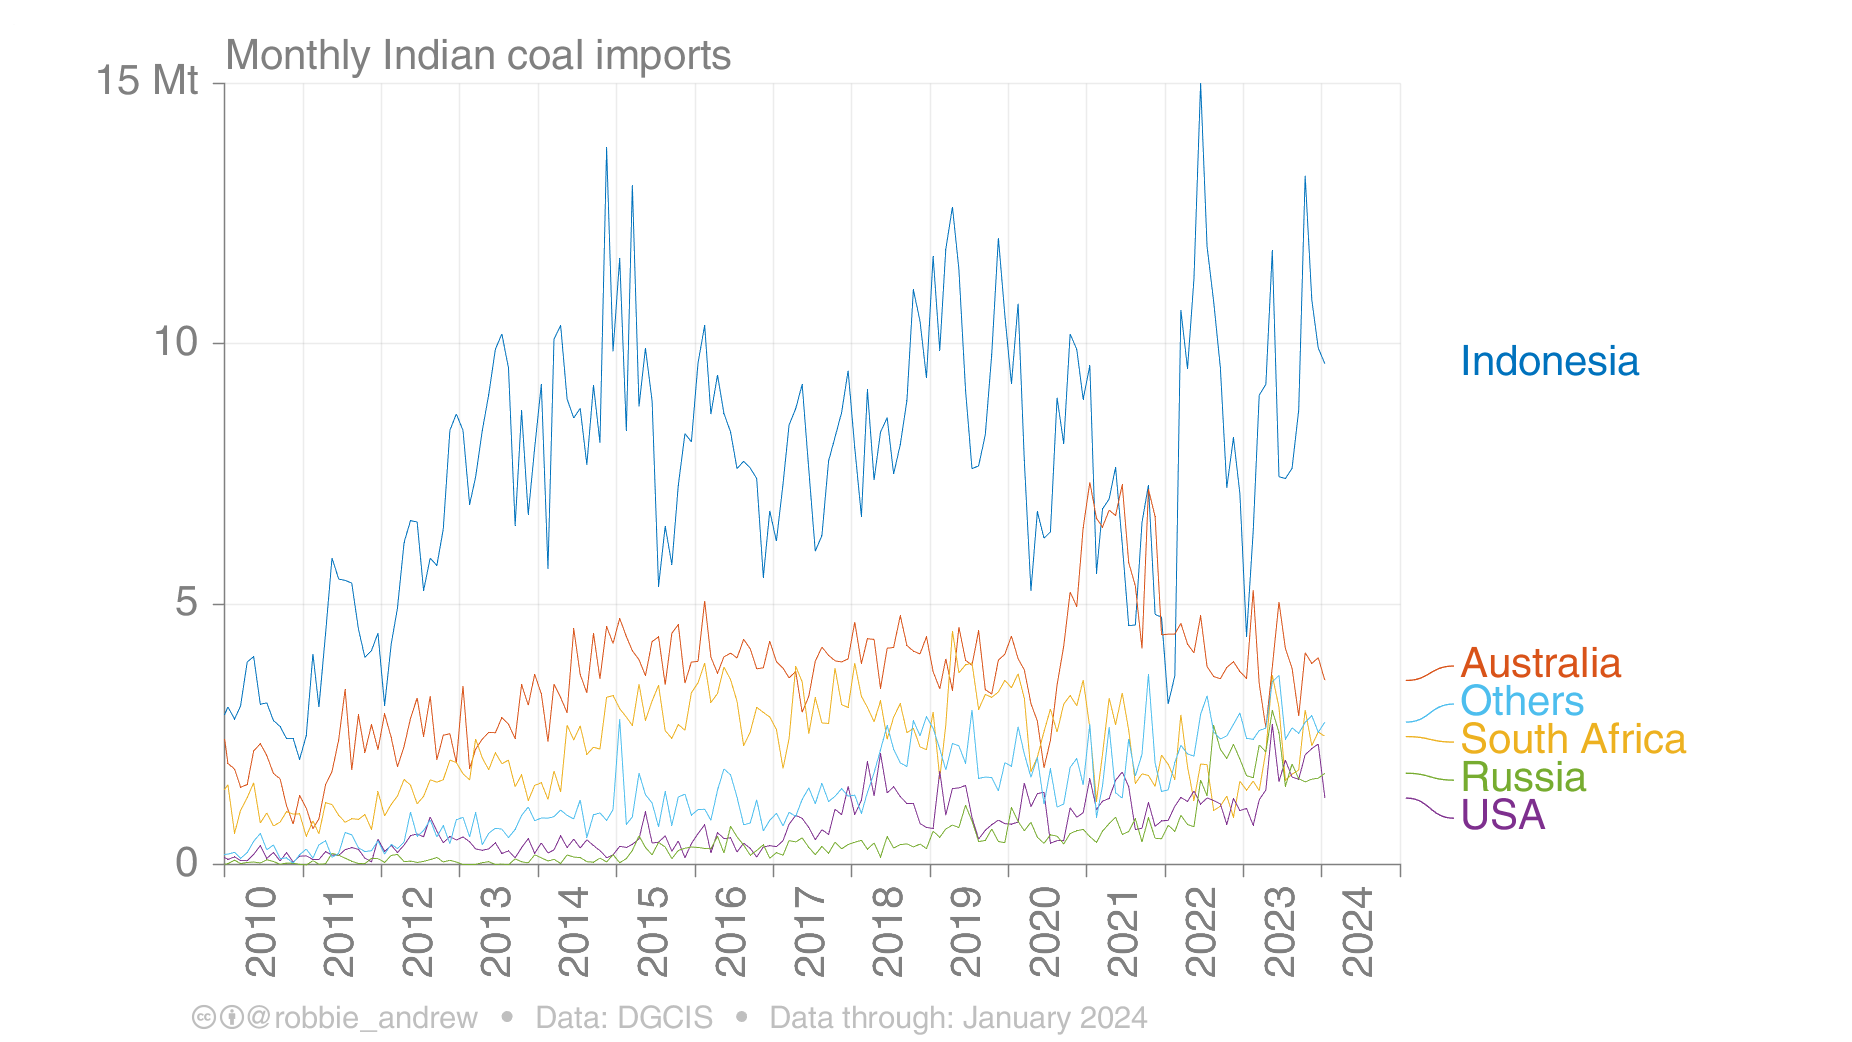 Monthly Indian coal imports
15 Mt
10
5
0
Indonesia
Australia
Others
South Africa
Russia
USA
2010
2011
2012
2013
2014
2015
2016
2017
2018
2019
2020
2021
2022
2023
2024
@robbie_andrew • Data: DGCIS • Data through: January 2024